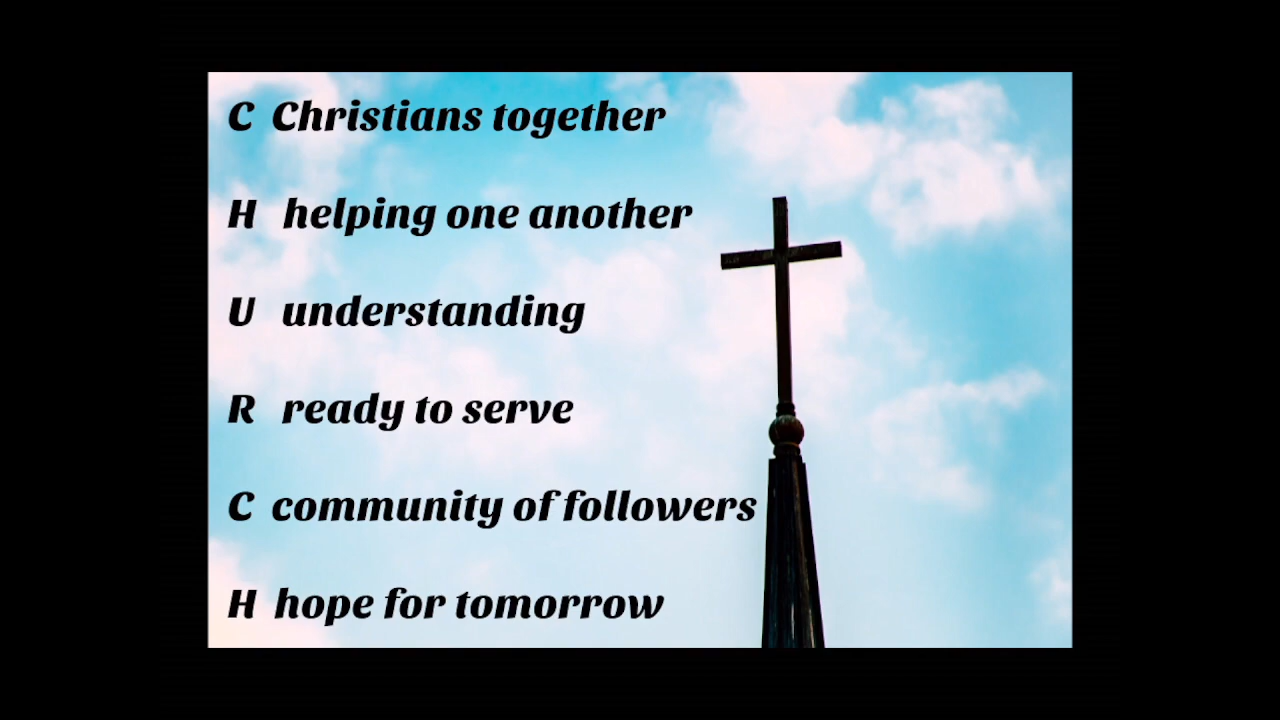 C Christians together
H helping one another
U understanding
R ready to serve
C community of followers
H hope for tomorrow